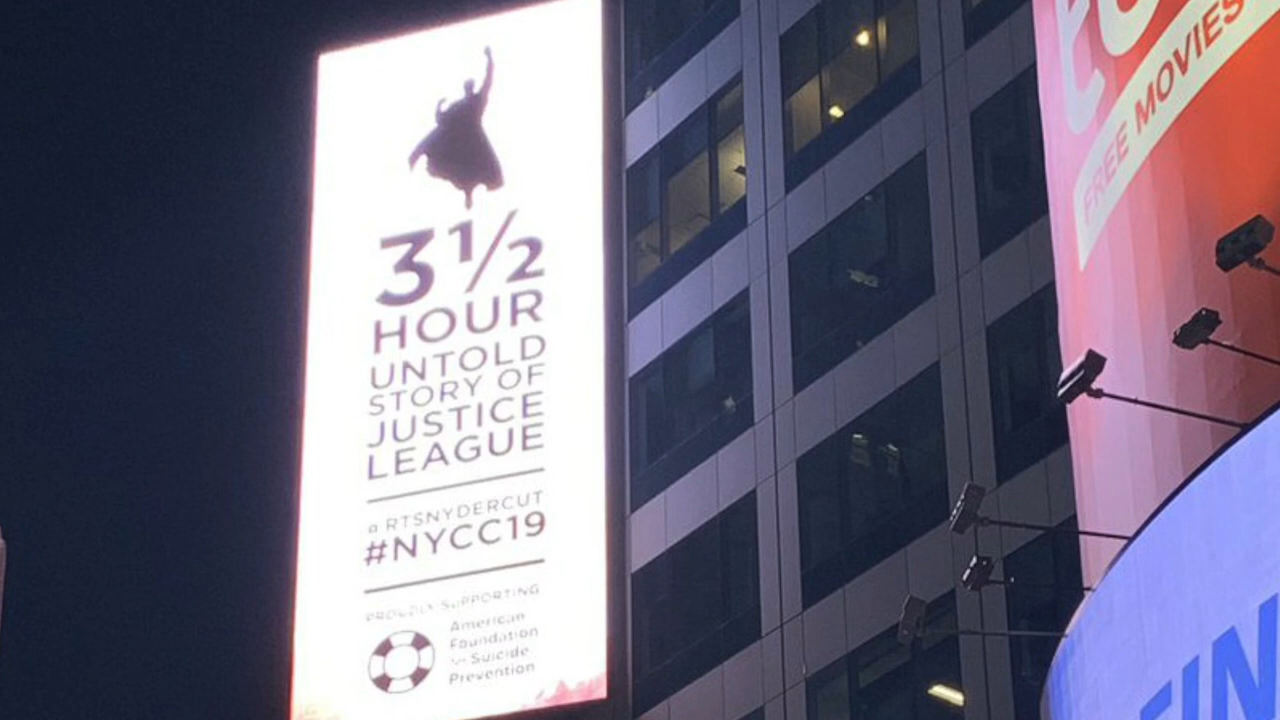 3 1/2
HOUR
UNTOLD
STORY OF
JUSTICE
LEAGUE
@RTSNYDERCUT
#NYCC19
PROUDLY SUPPORTING
American
Foundation
for Suicide
Prevention
FREE MOVIES